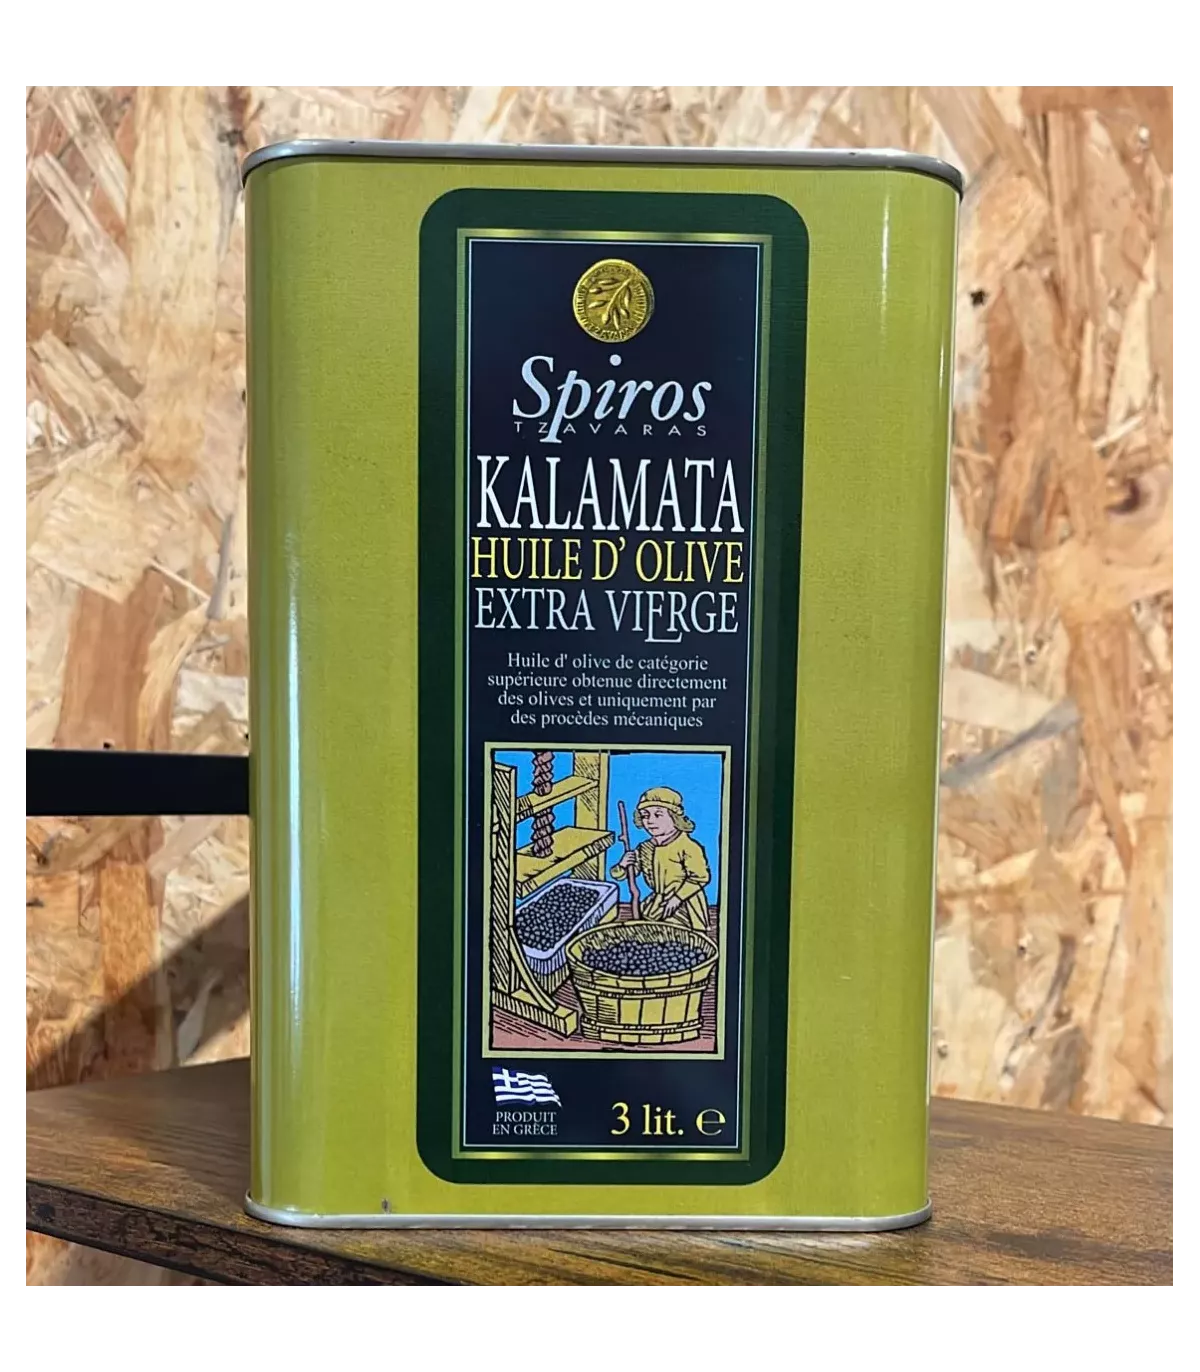 Spiros
TZAVARAS
KALAMATA
HUILE D' OLIVE
EXTRA VIERGE
Huile d' olive de catégorie
supérieure obtenue directement
des olives et uniquement par
des procèdes mécaniques
PRODUIT
EN GRÈCE
3 lit. e